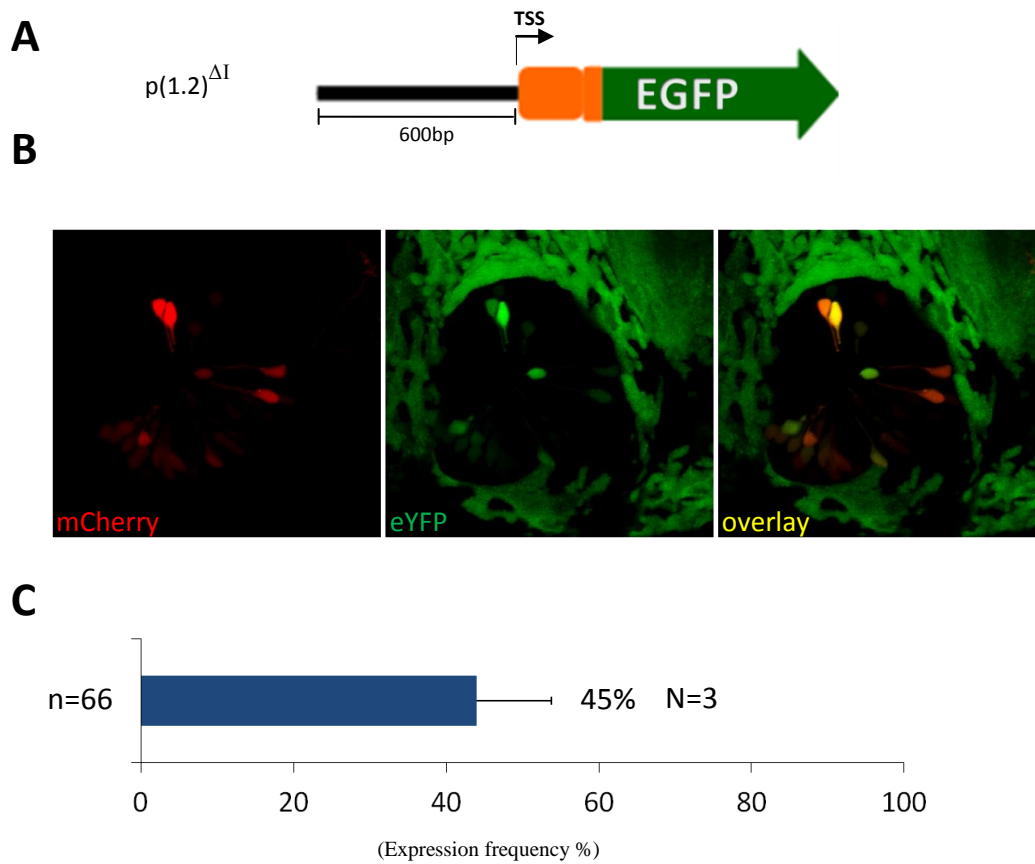 A
TSS
p(1.2)ΔI
EGFP
600bp
B
mCherry
eYFP
overlay
C
n=66
45% N=3
0 20 40 60 80 100
(Expression frequency %)